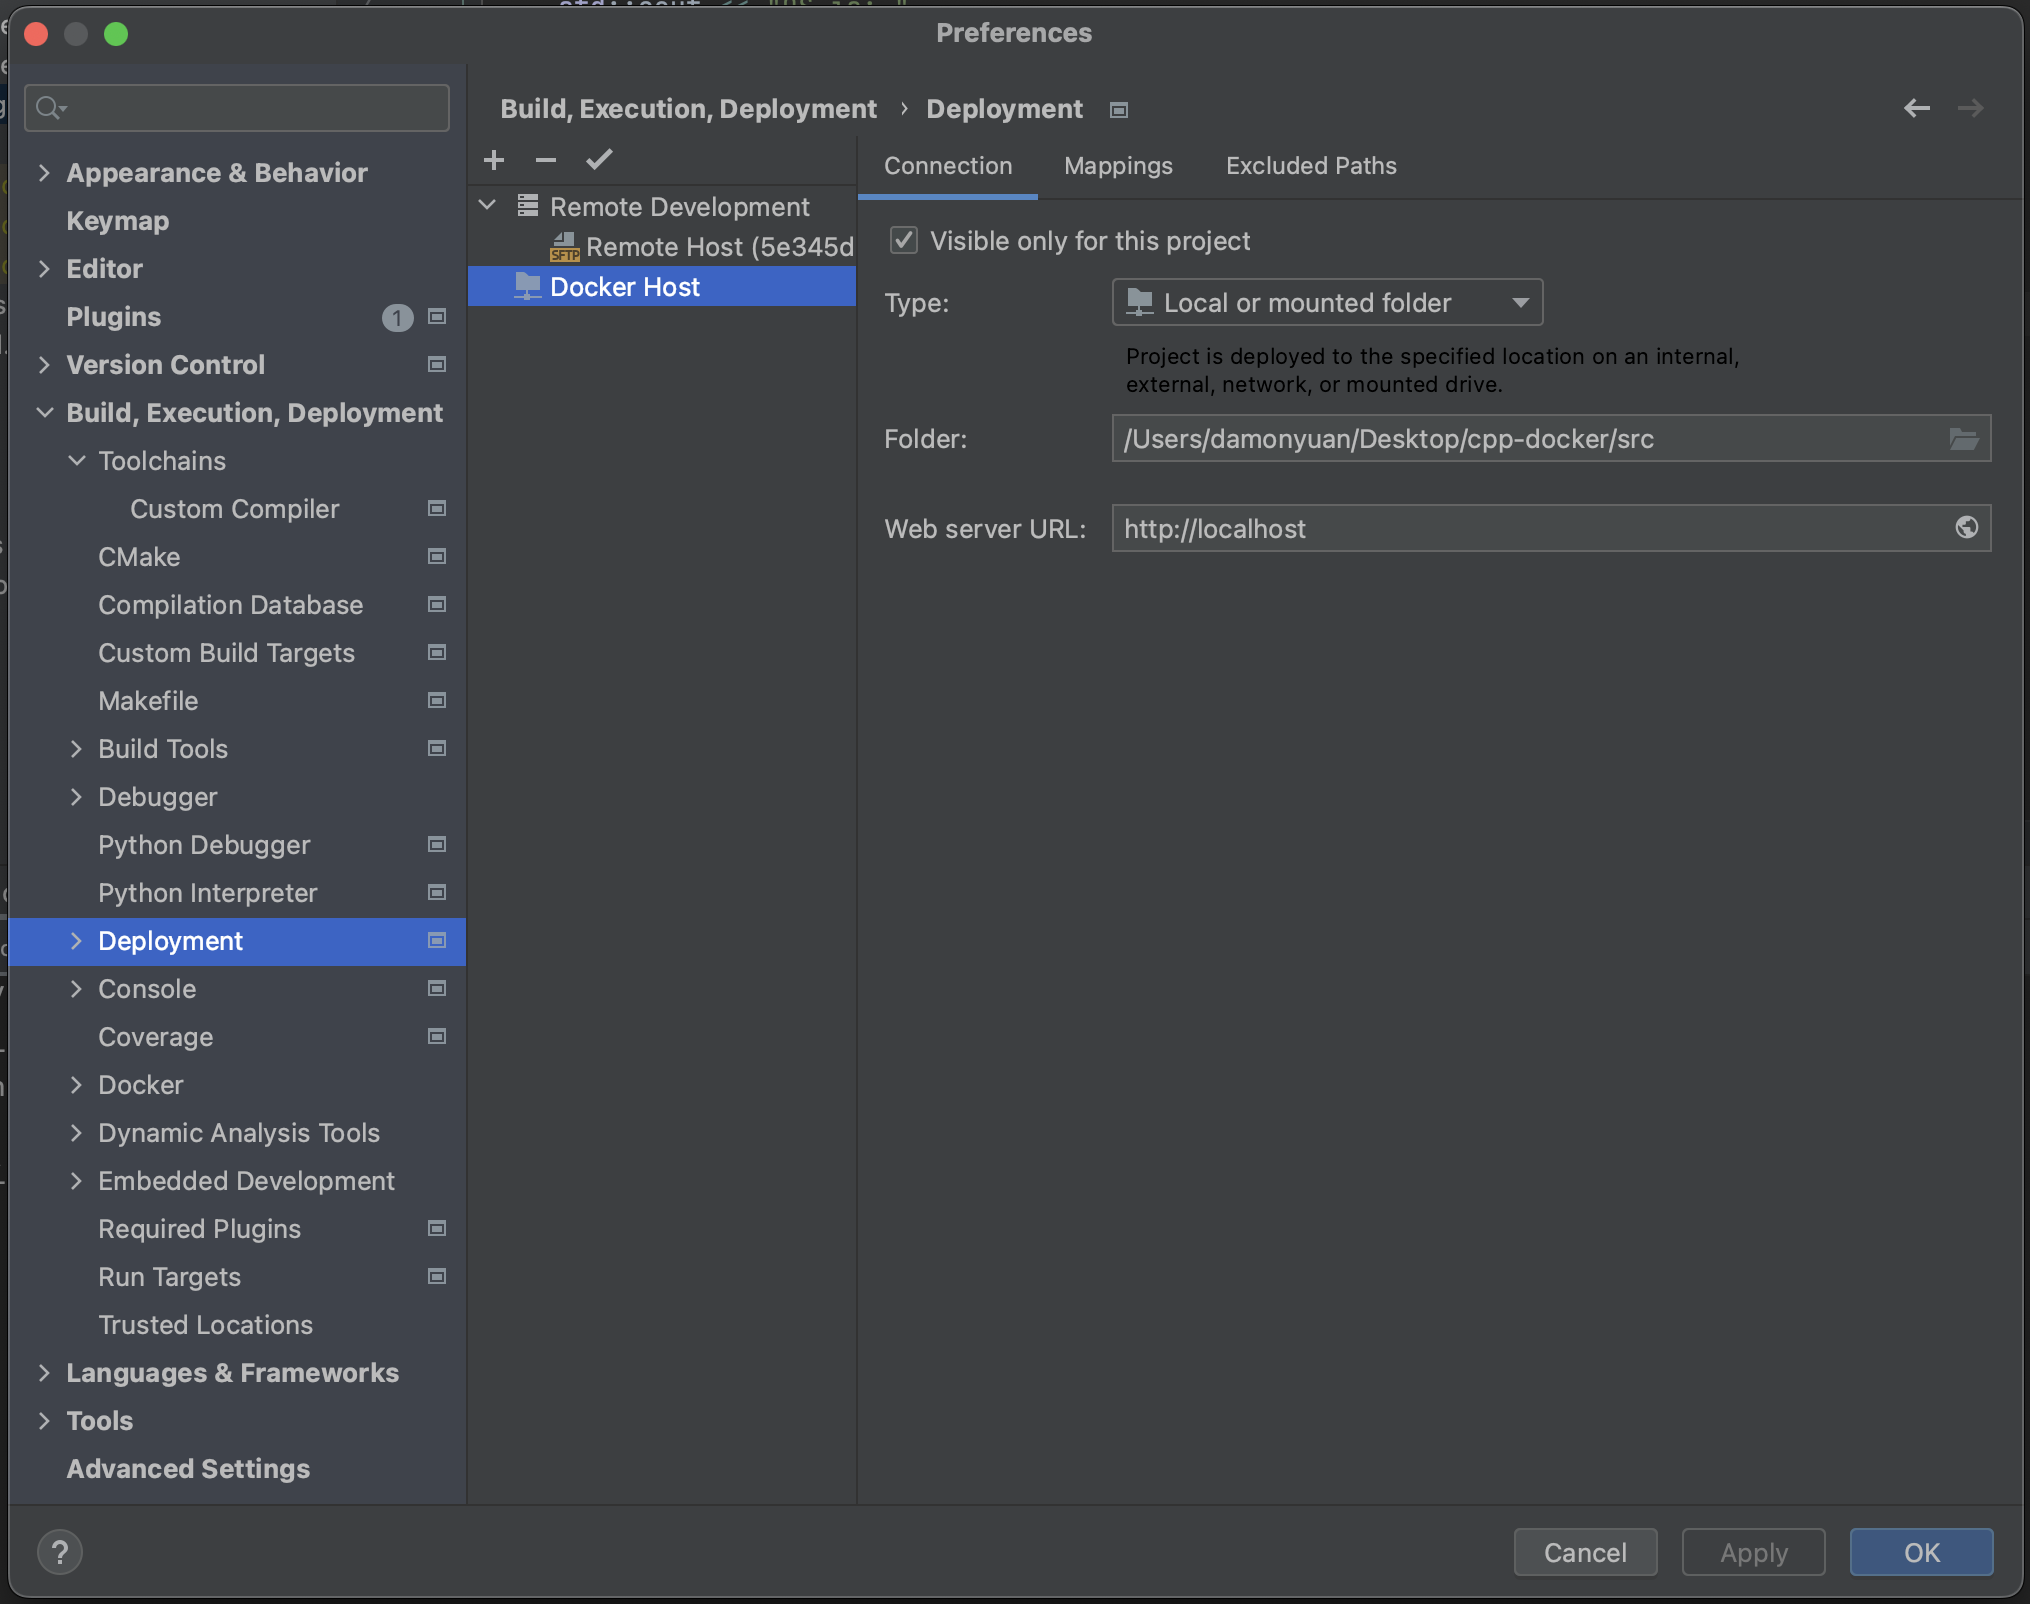 Preferences
Build, Execution, Deployment › Deployment
Appearance & Behavior
Keymap
Editor
Plugins 1
Version Control
Build, Execution, Deployment
Toolchains
Custom Compiler
CMake
Compilation Database
Custom Build Targets
Makefile
Build Tools
Debugger
Python Debugger
Python Interpreter
Deployment
Console
Coverage
Docker
Dynamic Analysis Tools
Embedded Development
Required Plugins
Run Targets
Trusted Locations
Languages & Frameworks
Tools
Advanced Settings
Remote Development
SFTP Remote Host (5e345d
Docker Host
Connection Mappings Excluded Paths
Visible only for this project
Type: Local or mounted folder
Project is deployed to the specified location on an internal,
external, network, or mounted drive.
Folder: /Users/damonyuan/Desktop/cpp-docker/src
Web server URL: http://localhost
? Cancel Apply OK